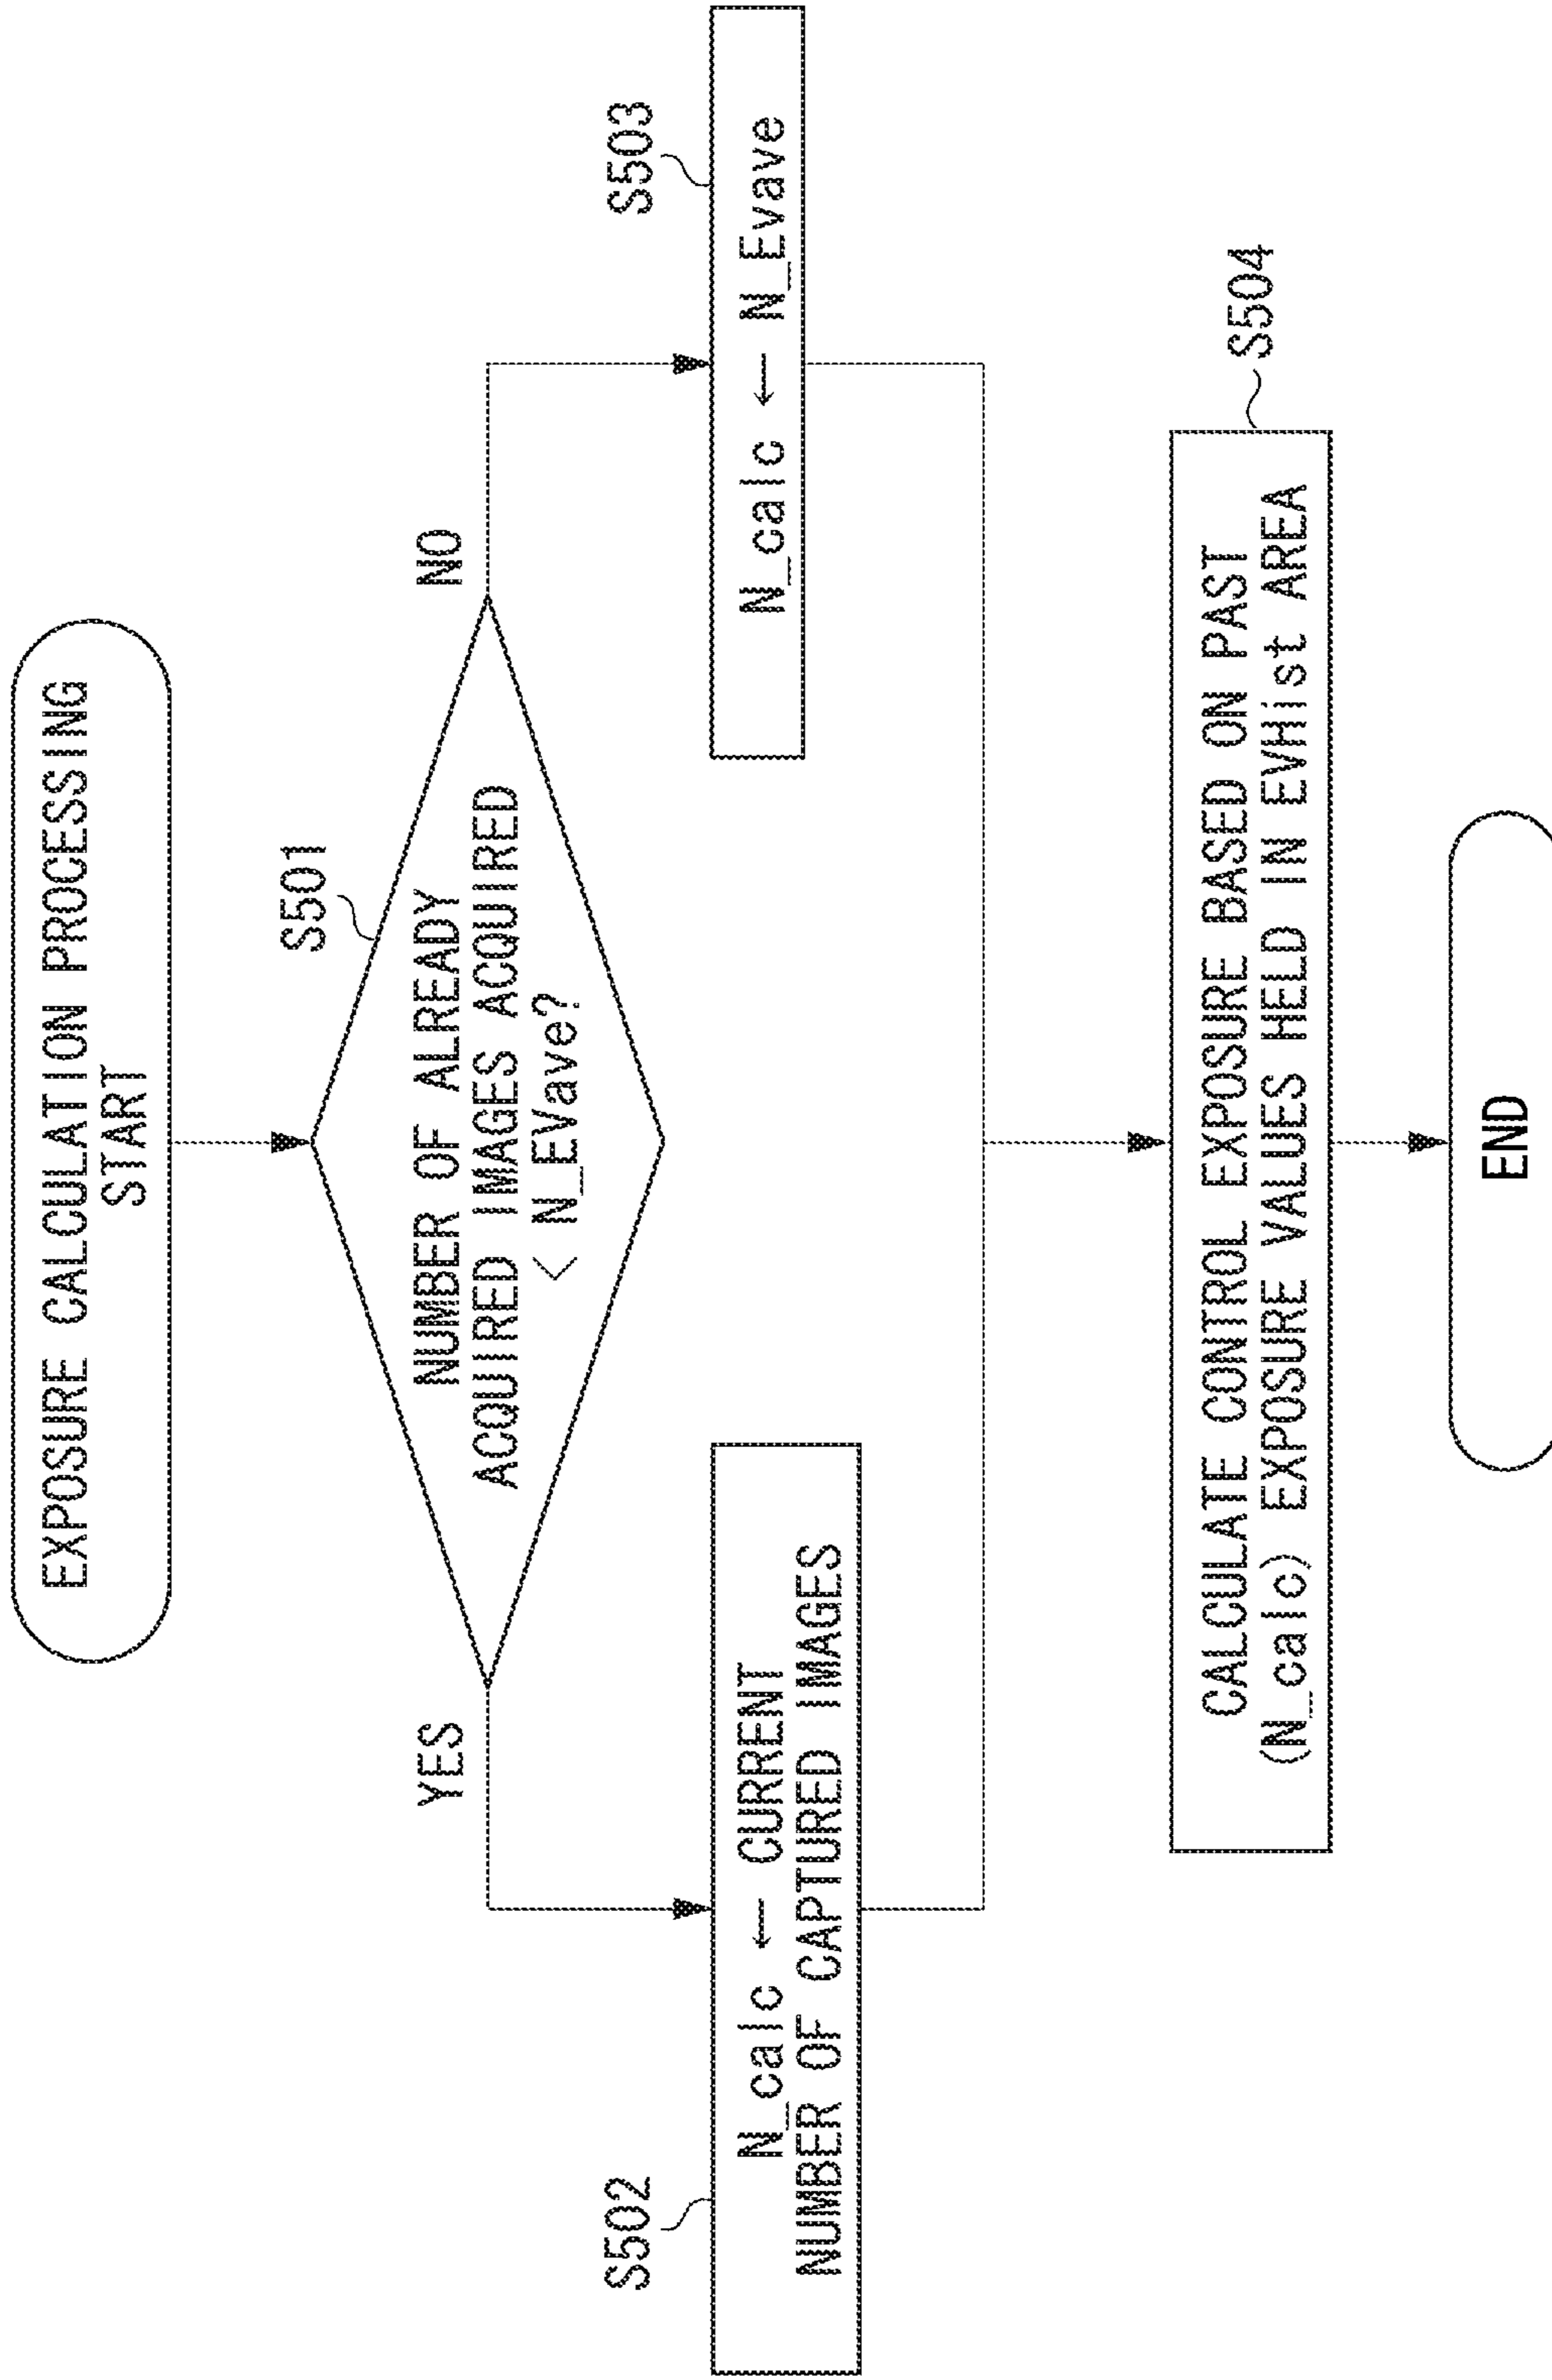 EXPOSURE CALCULATION PROCESSING
START
S501
NUMBER OF ALREADY
ACQUIRED IMAGES ACQUIRED
< N_EVave?
YES
NO
S502
N_calc ← CURRENT
NUMBER OF CAPTURED IMAGES
S503
N_calc ← N_Evave
S504
CALCULATE CONTROL EXPOSURE BASED ON PAST
(N_calc) EXPOSURE VALUES HELD IN EVHist AREA
END